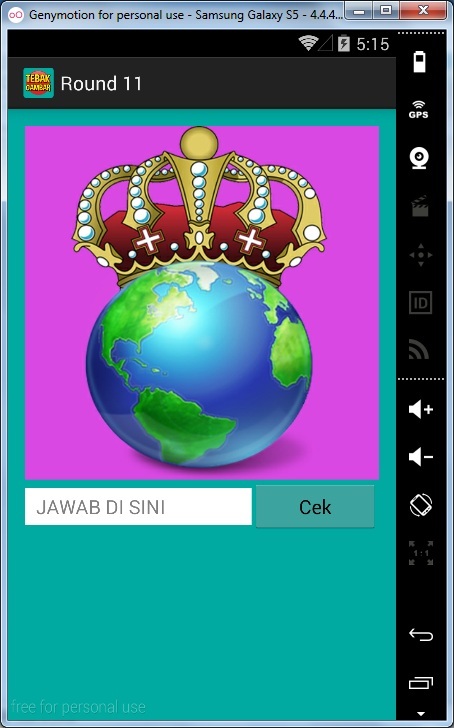 Genymotion for personal use - Samsung Galaxy S5 - 4.4.4...
5:15
TEBAK
GAMBAR
Round 11
GPS
ID
1:1
JAWAB DI SINI
Cek
free for personal use